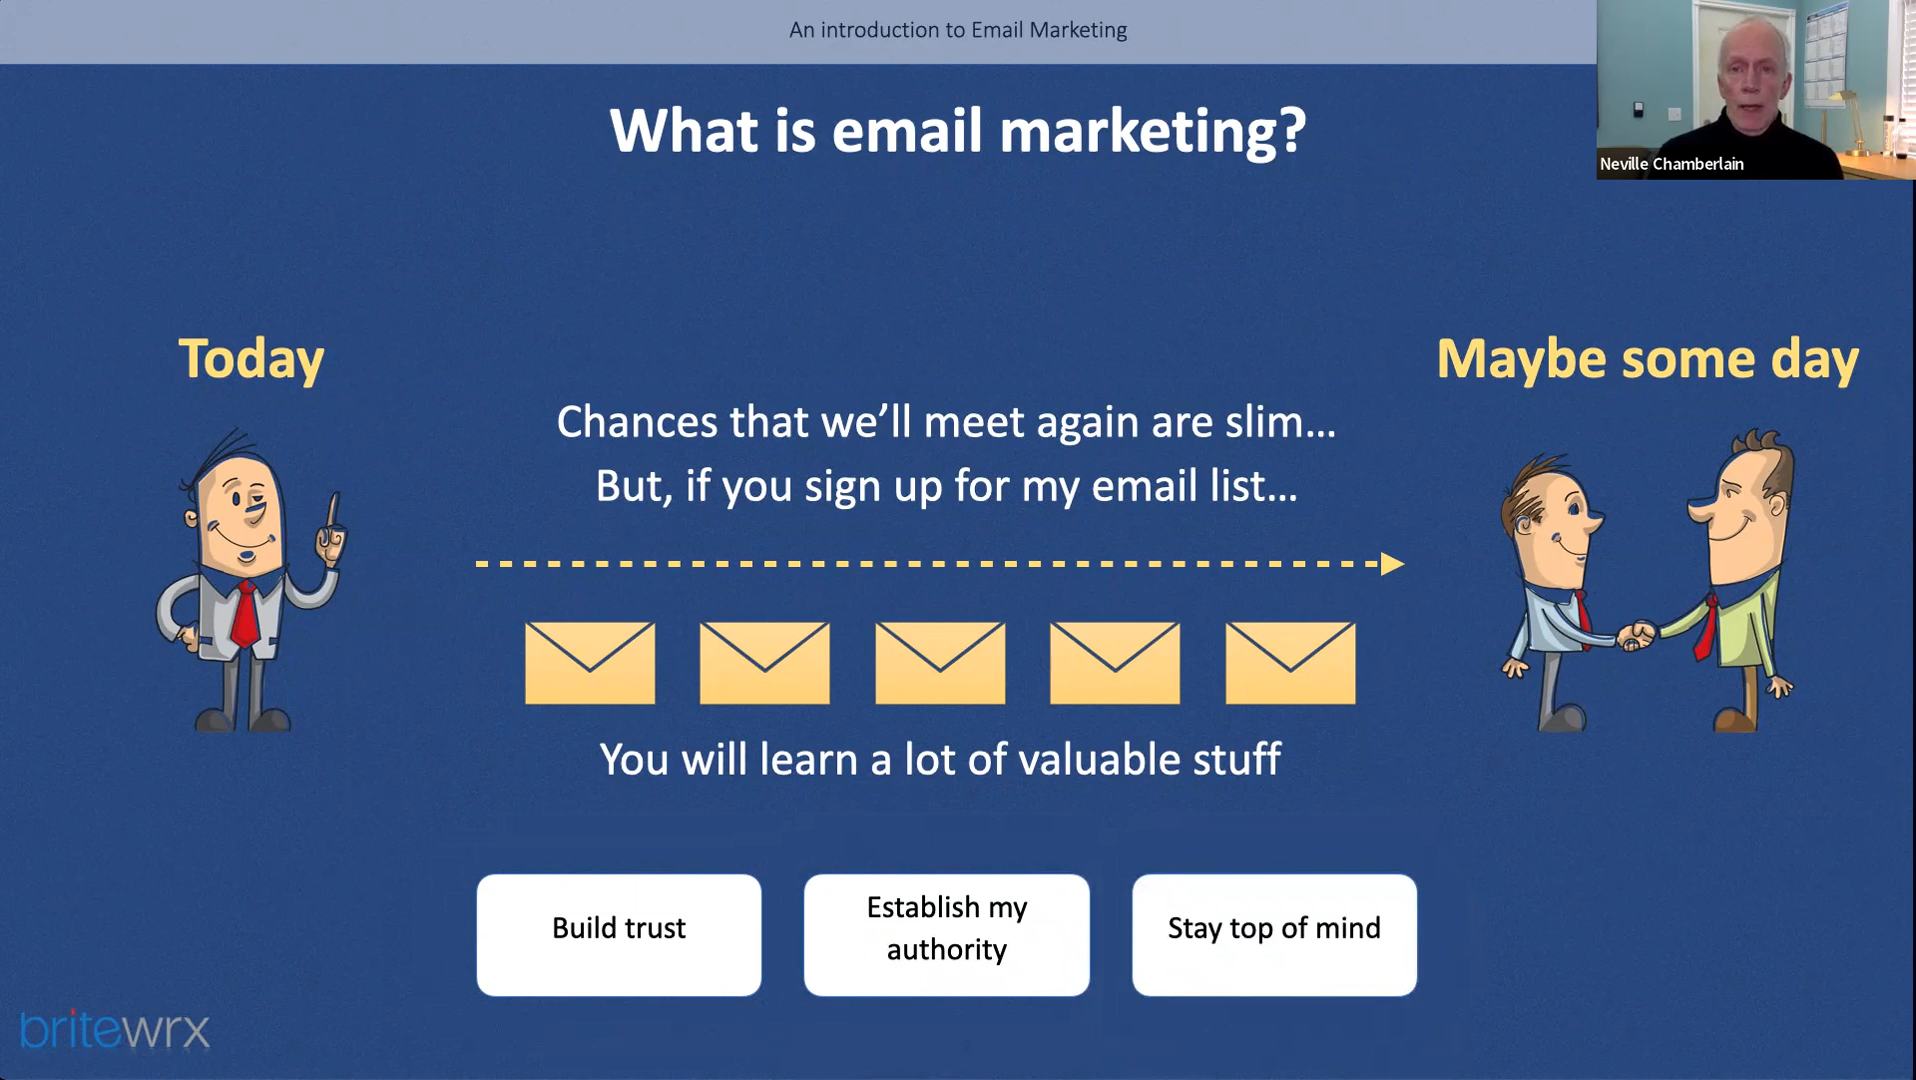 An introduction to Email Marketing
What is email marketing?
Neville Chamberlain
Today
Maybe some day
Chances that we’ll meet again are slim…
But, if you sign up for my email list…
You will learn a lot of valuable stuff
Build trust
Establish my
authority
Stay top of mind
britewrx